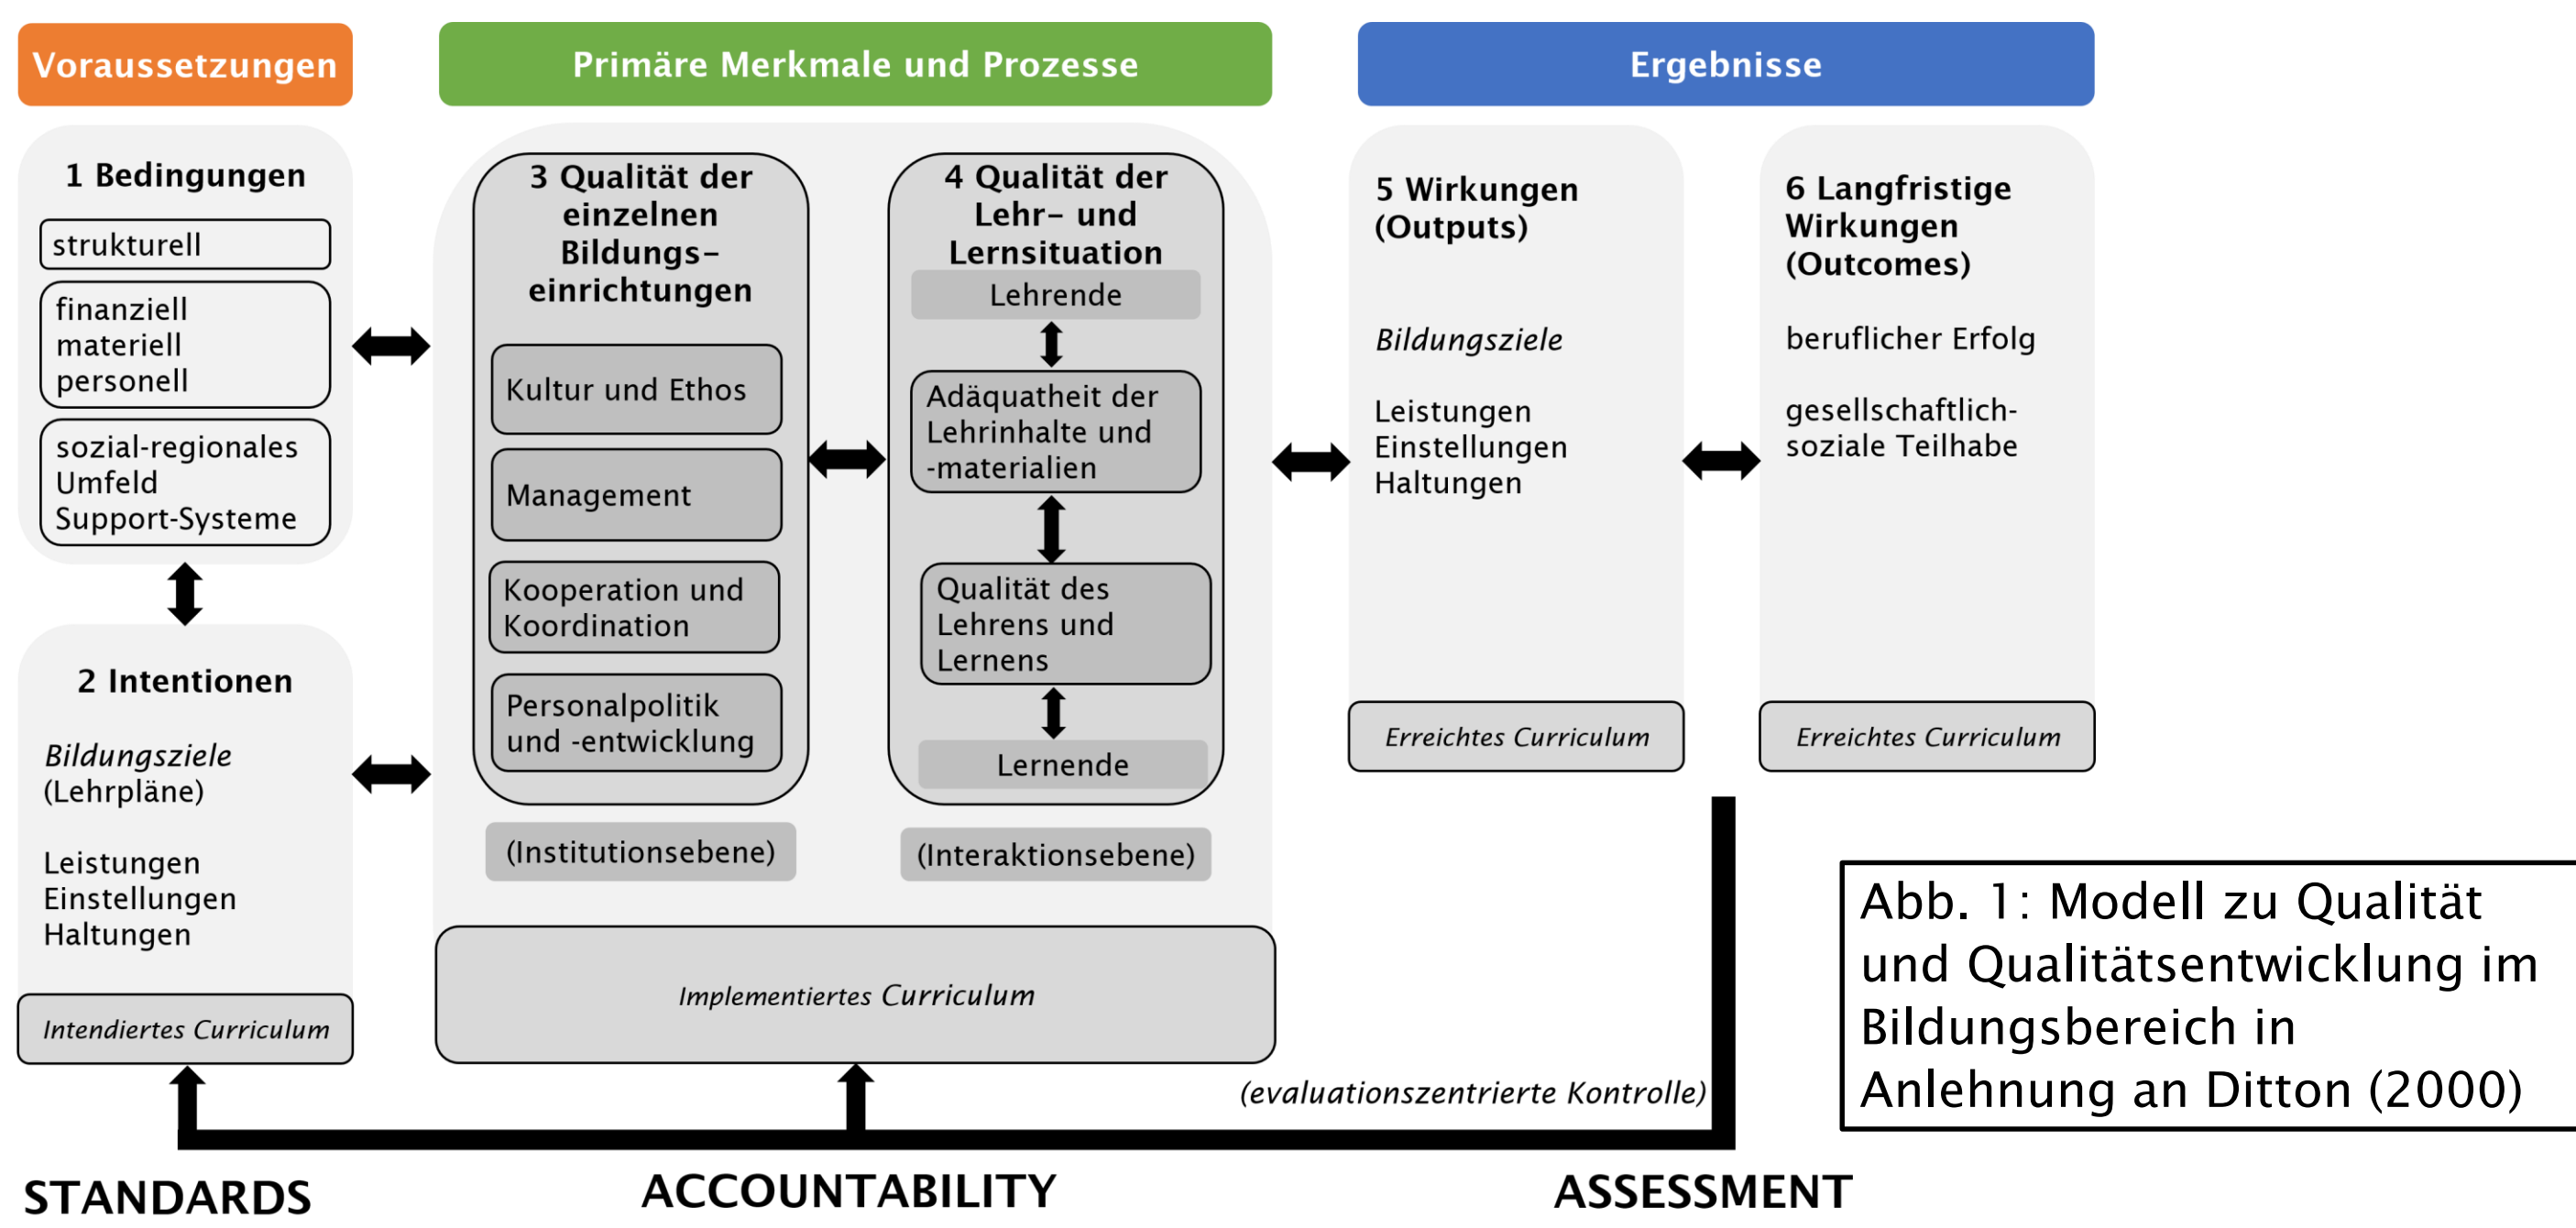 Voraussetzungen
Primäre Merkmale und Prozesse
Ergebnisse
1 Bedingungen
strukturell
finanziell
materiell
personell
sozial-regionales
Umfeld
Support-Systeme
2 Intentionen
Bildungsziele
(Lehrpläne)
Leistungen
Einstellungen
Haltungen
Intendiertes Curriculum
3 Qualität der
einzelnen
Bildungs-
einrichtungen
Kultur und Ethos
Management
Kooperation und
Koordination
Personalpolitik
und -entwicklung
(Institutionsebene)
4 Qualität der
Lehr- und
Lernsituation
Lehrende
Adäquatheit der
Lehrinhalte und
-materialien
Qualität des
Lehrens und
Lernens
Lernende
(Interaktionsebene)
Implementiertes Curriculum
5 Wirkungen
(Outputs)
Bildungsziele
Leistungen
Einstellungen
Haltungen
Erreichtes Curriculum
6 Langfristige
Wirkungen
(Outcomes)
beruflicher Erfolg
gesellschaftlich-
soziale Teilhabe
Erreichtes Curriculum
(evaluationszentrierte Kontrolle)
Abb. 1: Modell zu Qualität
und Qualitätsentwicklung im
Bildungsbereich in
Anlehnung an Ditton (2000)
STANDARDS
ACCOUNTABILITY
ASSESSMENT